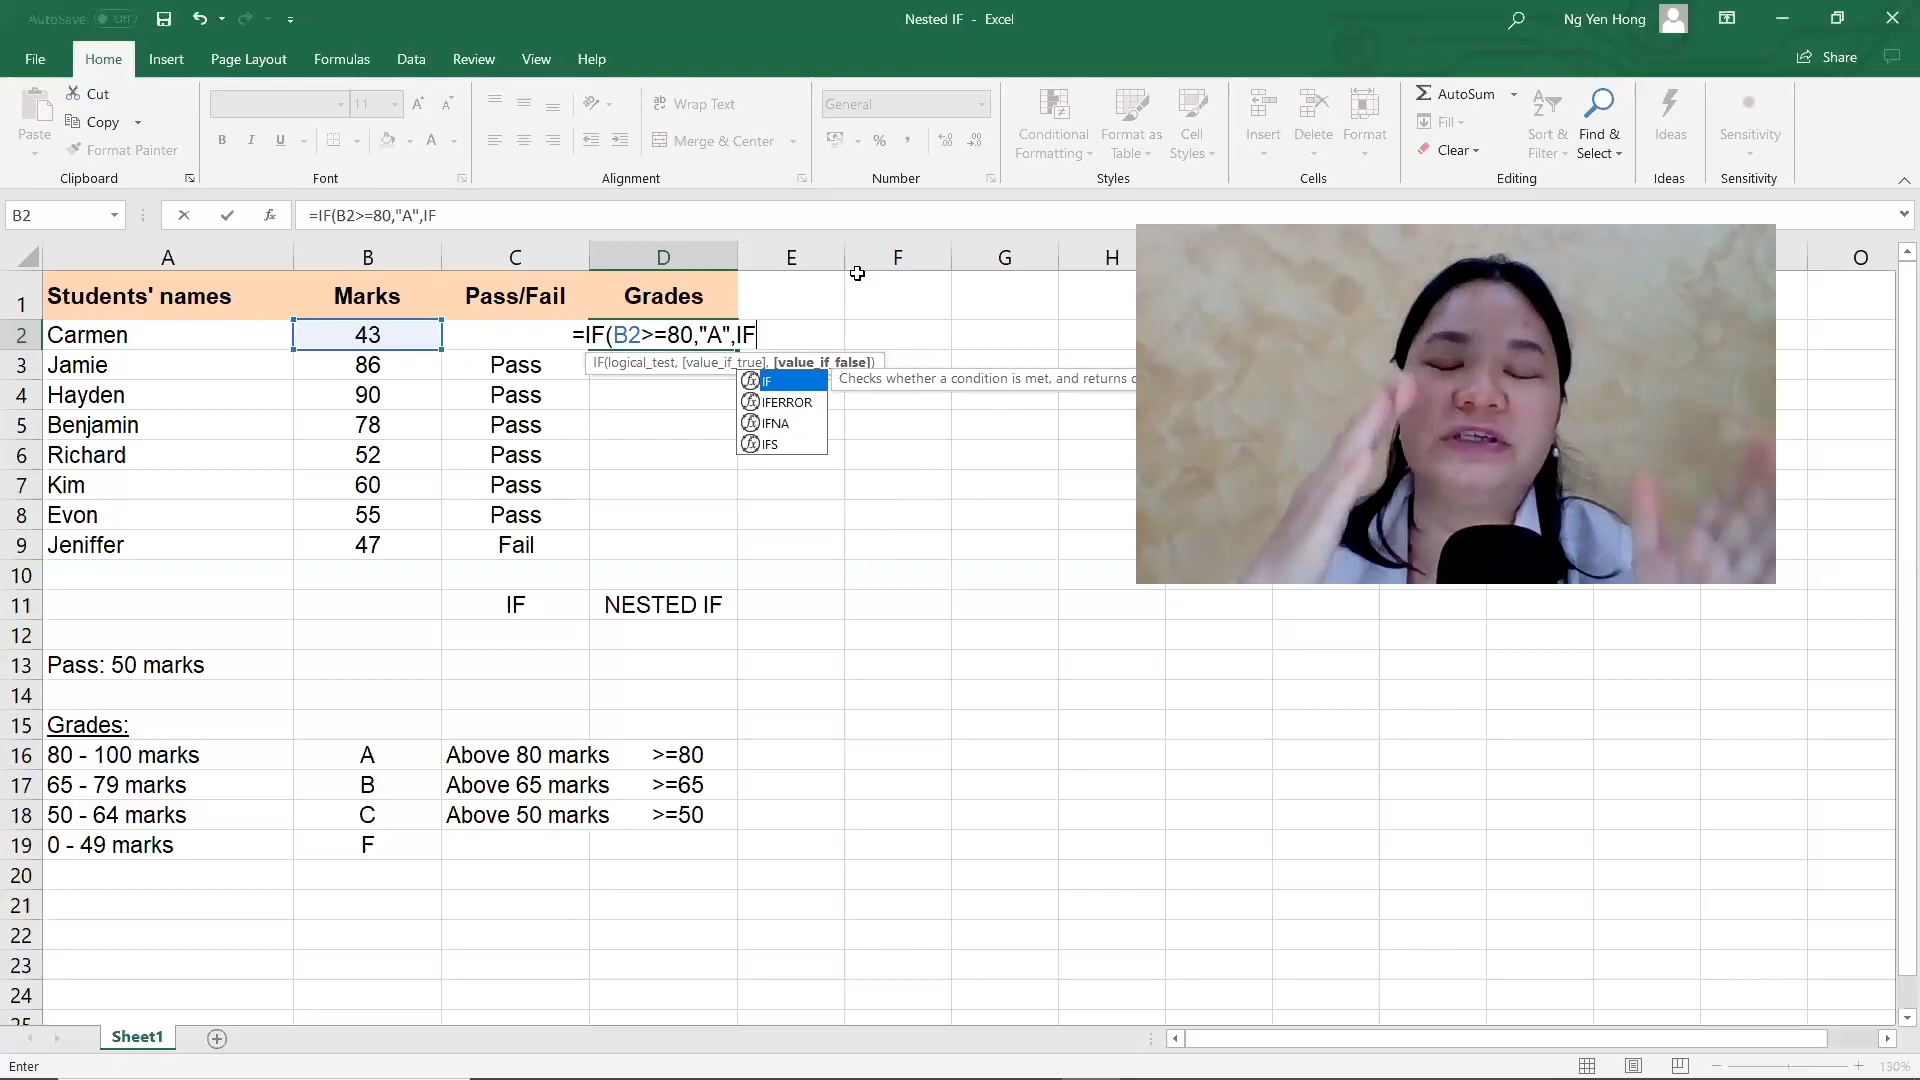 AutoSave Off
Nested IF - Excel
Ng Yen Hong
File Home Insert Page Layout Formulas Data Review View Help
Share
Paste
Cut
Copy
Format Painter
Clipboard
11
B I U
Font
Wrap Text
Merge & Center
Alignment
General
%
Number
Conditional Formatting
Format as Table
Cell Styles
Styles
Insert
Delete
Format
Cells
AutoSum
Fill
Clear
Sort & Filter
Find & Select
Editing
Ideas
Ideas
Sensitivity
Sensitivity
B2
fx
=IF(B2>=80,"A",IF
A B C D E F G H O
1 Students' names Marks Pass/Fail Grades
2 Carmen 43 =IF(B2>=80,"A",IF
IF(logical_test, [value_if_true], [value_if_false])
3 Jamie 86 Pass
IF
Checks whether a condition is met, and returns
4 Hayden 90 Pass
IFERROR
5 Benjamin 78 Pass
IFNA
6 Richard 52 Pass
IFS
7 Kim 60 Pass
8 Evon 55 Pass
9 Jeniffer 47 Fail
10
11 IF NESTED IF
12
13 Pass: 50 marks
14
15 Grades:
16 80 - 100 marks A Above 80 marks >=80
17 65 - 79 marks B Above 65 marks >=65
18 50 - 64 marks C Above 50 marks >=50
19 0 - 49 marks F
20
21
22
23
24
25
Sheet1
Enter
130%